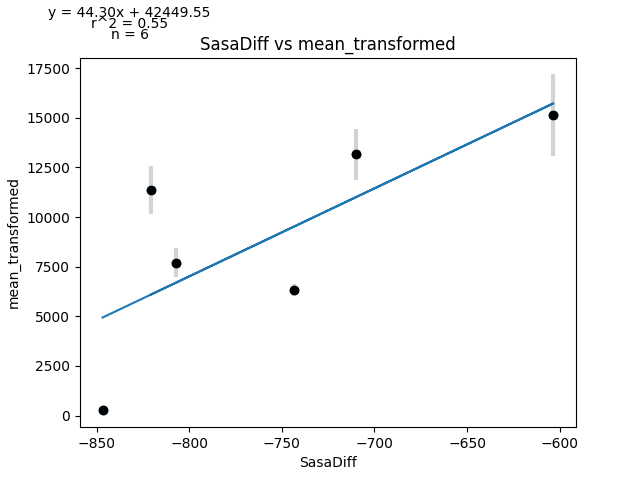 y = 44.30x + 42449.55
r^2 = 0.55
n = 6
SasaDiff vs mean_transformed
17500
15000
12500
10000
7500
5000
2500
0
mean_transformed
−850 −800 −750 −700 −650 −600
SasaDiff